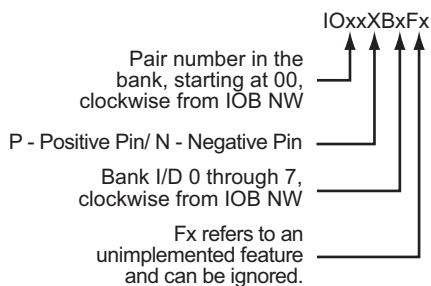 IOxxXBxFx
Pair number in the
bank, starting at 00,
clockwise from IOB NW
P - Positive Pin/ N - Negative Pin
Bank I/D 0 through 7,
clockwise from IOB NW
Fx refers to an
unimplemented feature
and can be ignored.